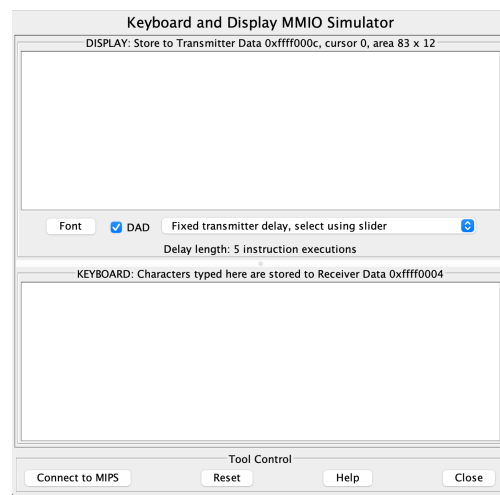 Keyboard and Display MMIO Simulator
DISPLAY: Store to Transmitter Data 0xffff000c, cursor 0, area 83 x 12
Font DAD Fixed transmitter delay, select using slider
Delay length: 5 instruction executions
KEYBOARD: Characters typed here are stored to Receiver Data 0xffff0004
Tool Control
Connect to MIPS Reset Help Close